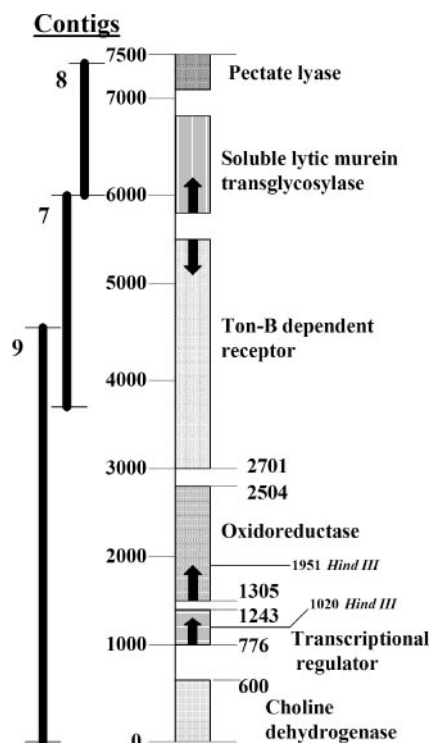 Contigs
7500
Pectate lyase
8
7000
Soluble lytic murein
transglycosylase
6000
7
5000
Ton-B dependent
receptor
9
4000
3000
2701
2504
Oxidoreductase
2000
1951 Hind III
1305
1243
1020 Hind III
1000
776
Transcriptional
regulator
600
Choline
dehydrogenase
0